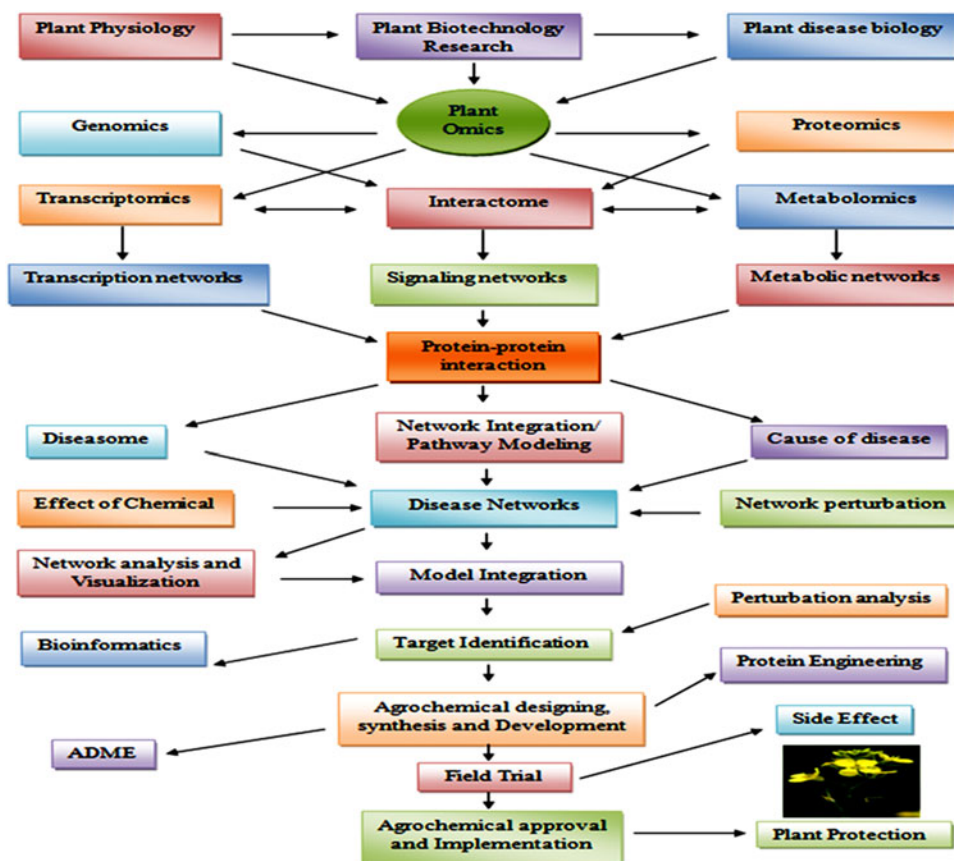 Plant Physiology
Plant Biotechnology
Research
Plant disease biology
Plant
Omics
Genomics
Proteomics
Transcriptomics
Interactome
Metabolomics
Transcription networks
Signaling networks
Metabolic networks
Protein-protein
interaction
Diseasome
Network Integration/
Pathway Modeling
Cause of disease
Effect of Chemical
Disease Networks
Network perturbation
Network analysis and
Visualization
Model Integration
Perturbation analysis
Bioinformatics
Target Identification
Protein Engineering
Agrochemical designing,
synthesis and Development
Side Effect
ADME
Field Trial
Agrochemical approval
and Implementation
Plant Protection